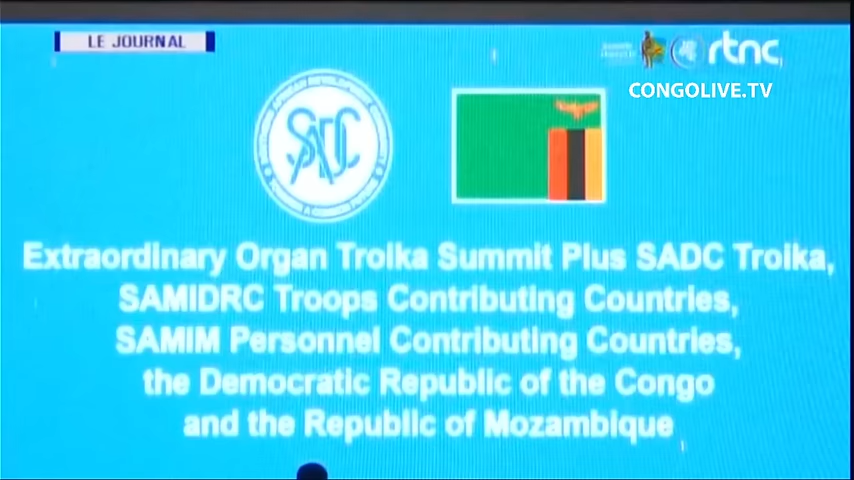 LE JOURNAL
rtnc
CONGOLIVE.TV
SADC
Extraordinary Organ Troika Summit Plus SADC Troika,
SAMIDRC Troops Contributing Countries,
SAMIM Personnel Contributing Countries,
the Democratic Republic of the Congo
and the Republic of Mozambique